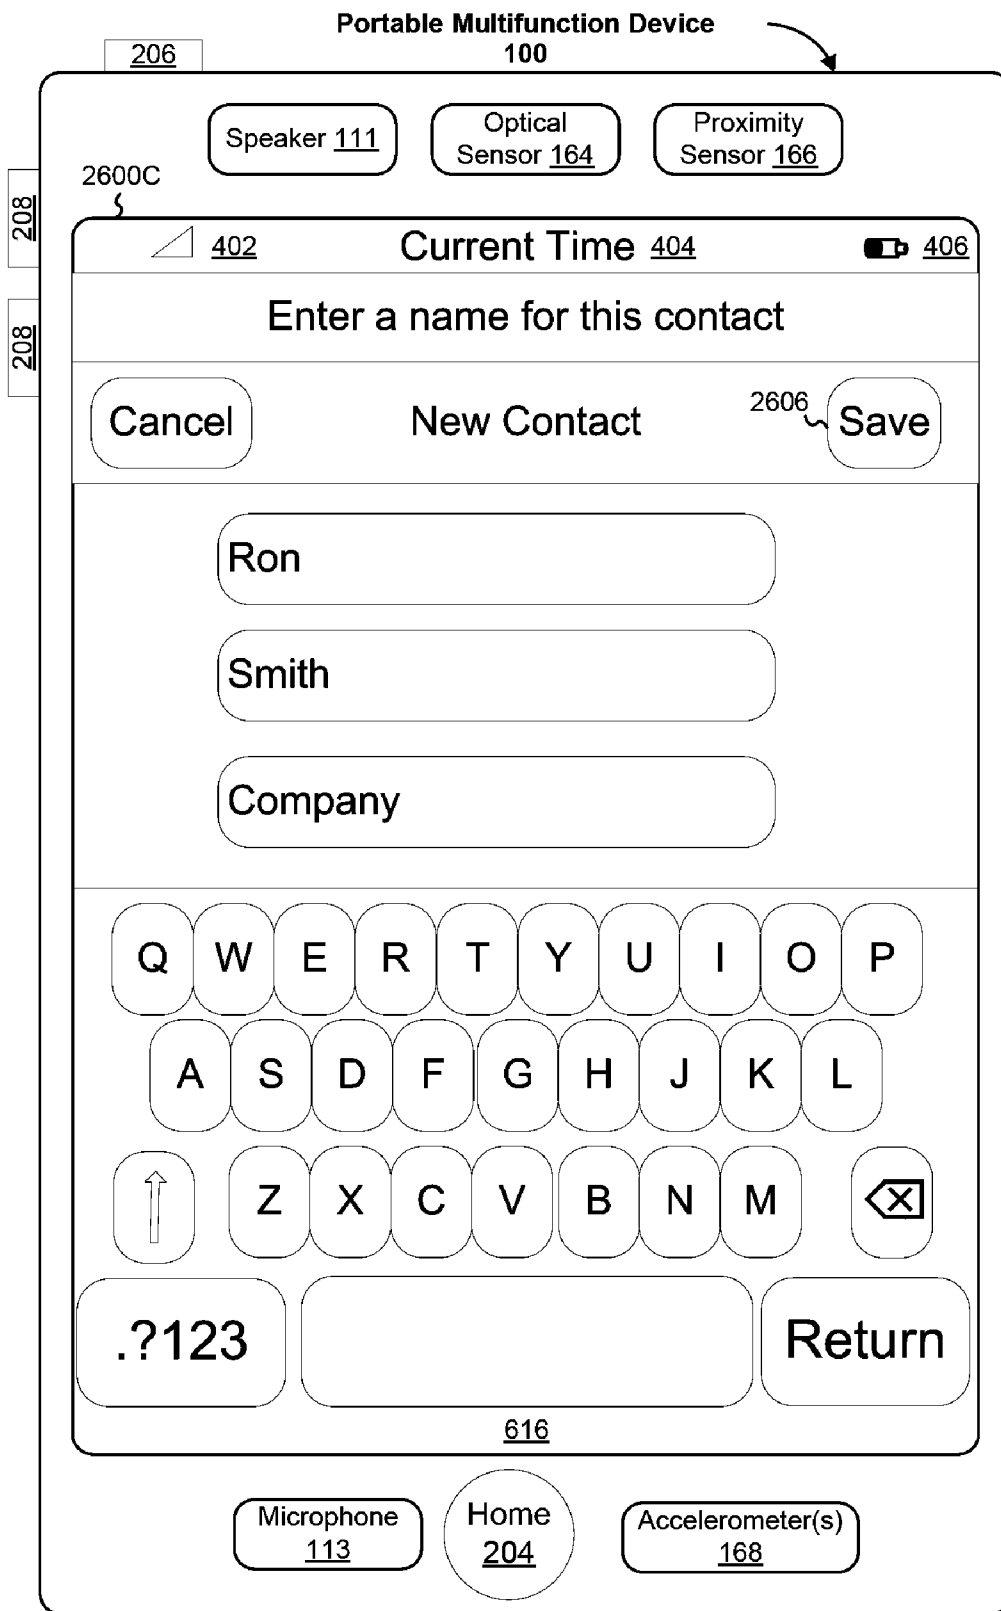 Portable Multifunction Device
100
206
Speaker 111
Optical
Sensor 164
Proximity
Sensor 166
2600C
208
208
402
Current Time 404
406
Enter a name for this contact
Cancel
New Contact
2606
Save
Ron
Smith
Company
Q W E R T Y U I O P
A S D F G H J K L
Z X C V B N M
.?123
Return
616
Microphone
113
Home
204
Accelerometer(s)
168